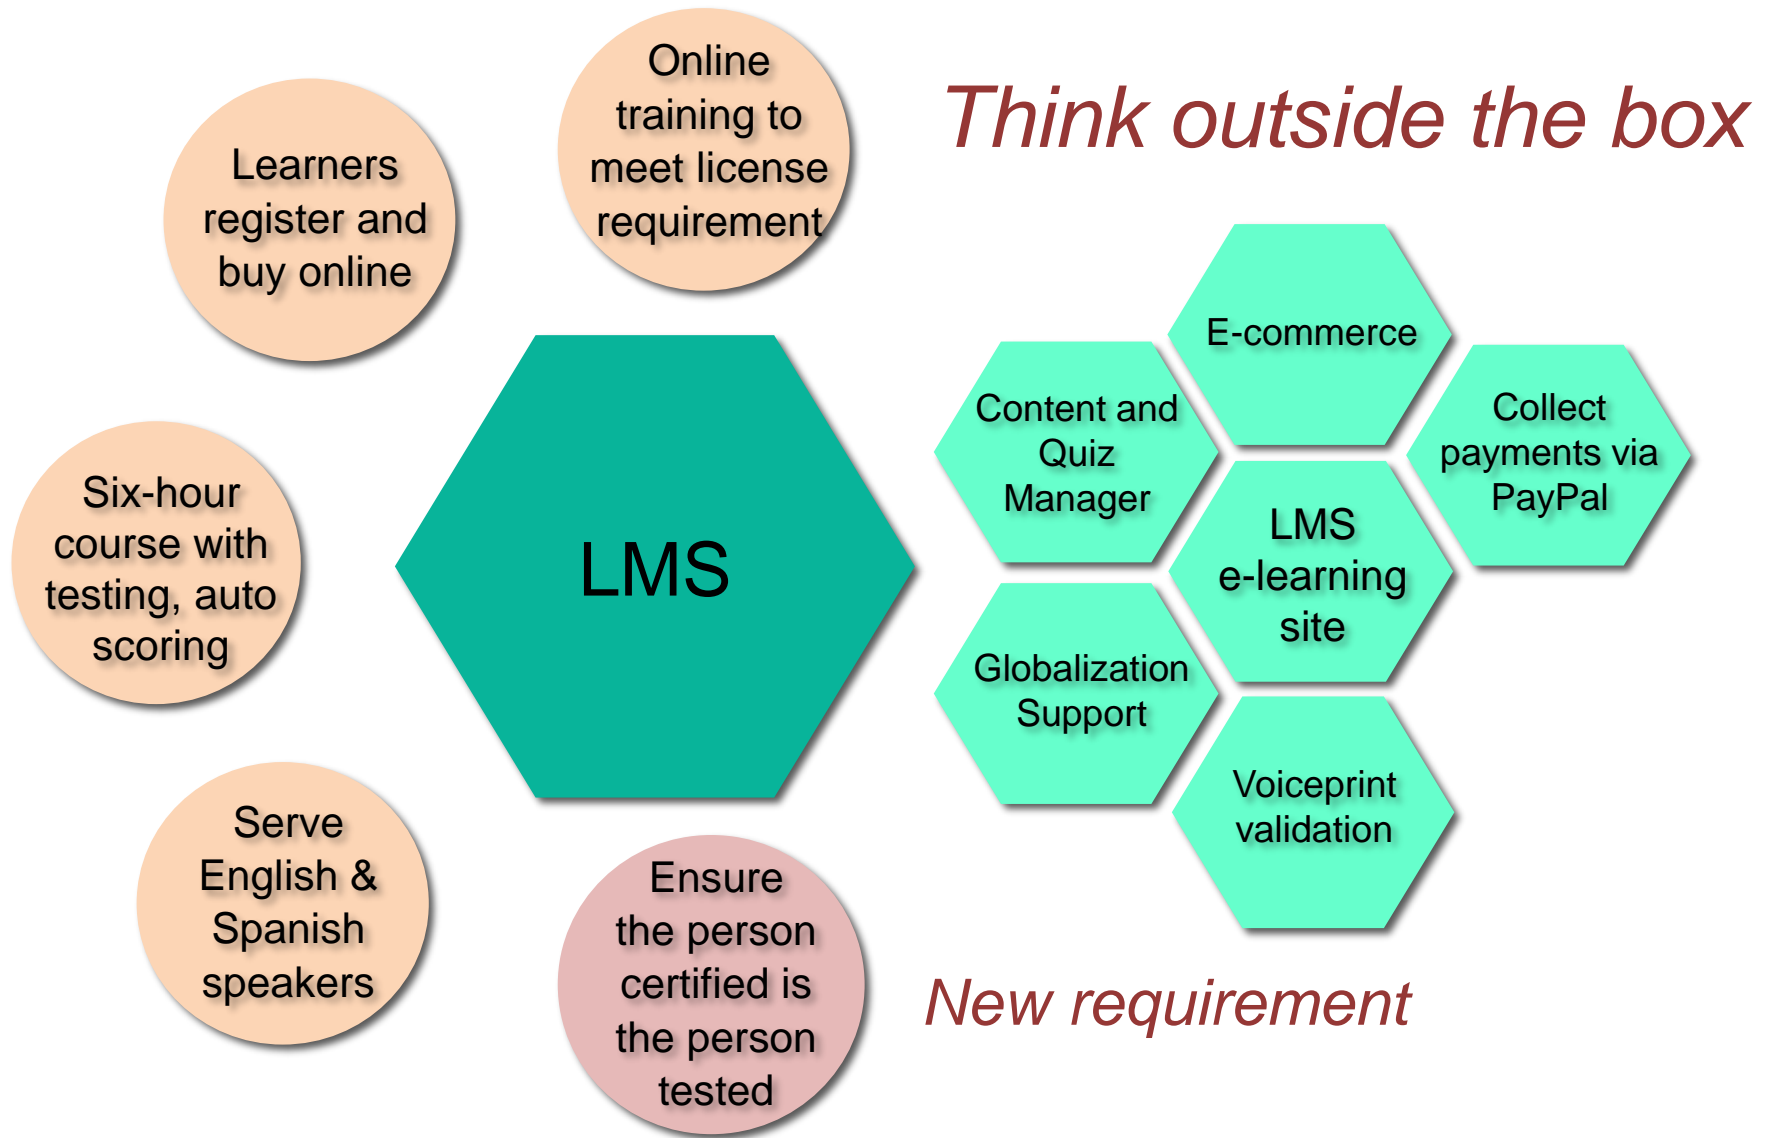 Think outside the box
Online
training to
meet license
requirement
Learners
register and
buy online
Six-hour
course with
testing, auto
scoring
Serve
English &
Spanish
speakers
Ensure
the person
certified is
the person
tested
New requirement
LMS
E-commerce
Content and
Quiz
Manager
Collect
payments via
PayPal
LMS
e-learning
site
Globalization
Support
Voiceprint
validation